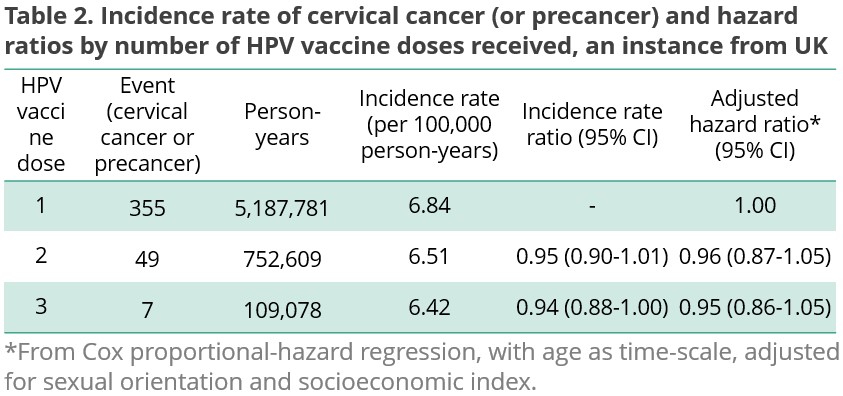 Table 2. Incidence rate of cervical cancer (or precancer) and hazard
ratios by number of HPV vaccine doses received, an instance from UK
HPV
vacci
ne
dose
Event
(cervical
cancer or
precancer)
Person-
years
Incidence rate
(per 100,000
person-years)
Incidence rate
ratio (95% CI)
Adjusted
hazard ratio*
(95% CI)
1 355 5,187,781 6.84 - 1.00
2 49 752,609 6.51 0.95 (0.90-1.01) 0.96 (0.87-1.05)
3 7 109,078 6.42 0.94 (0.88-1.00) 0.95 (0.86-1.05)
*From Cox proportional-hazard regression, with age as time-scale, adjusted
for sexual orientation and socioeconomic index.